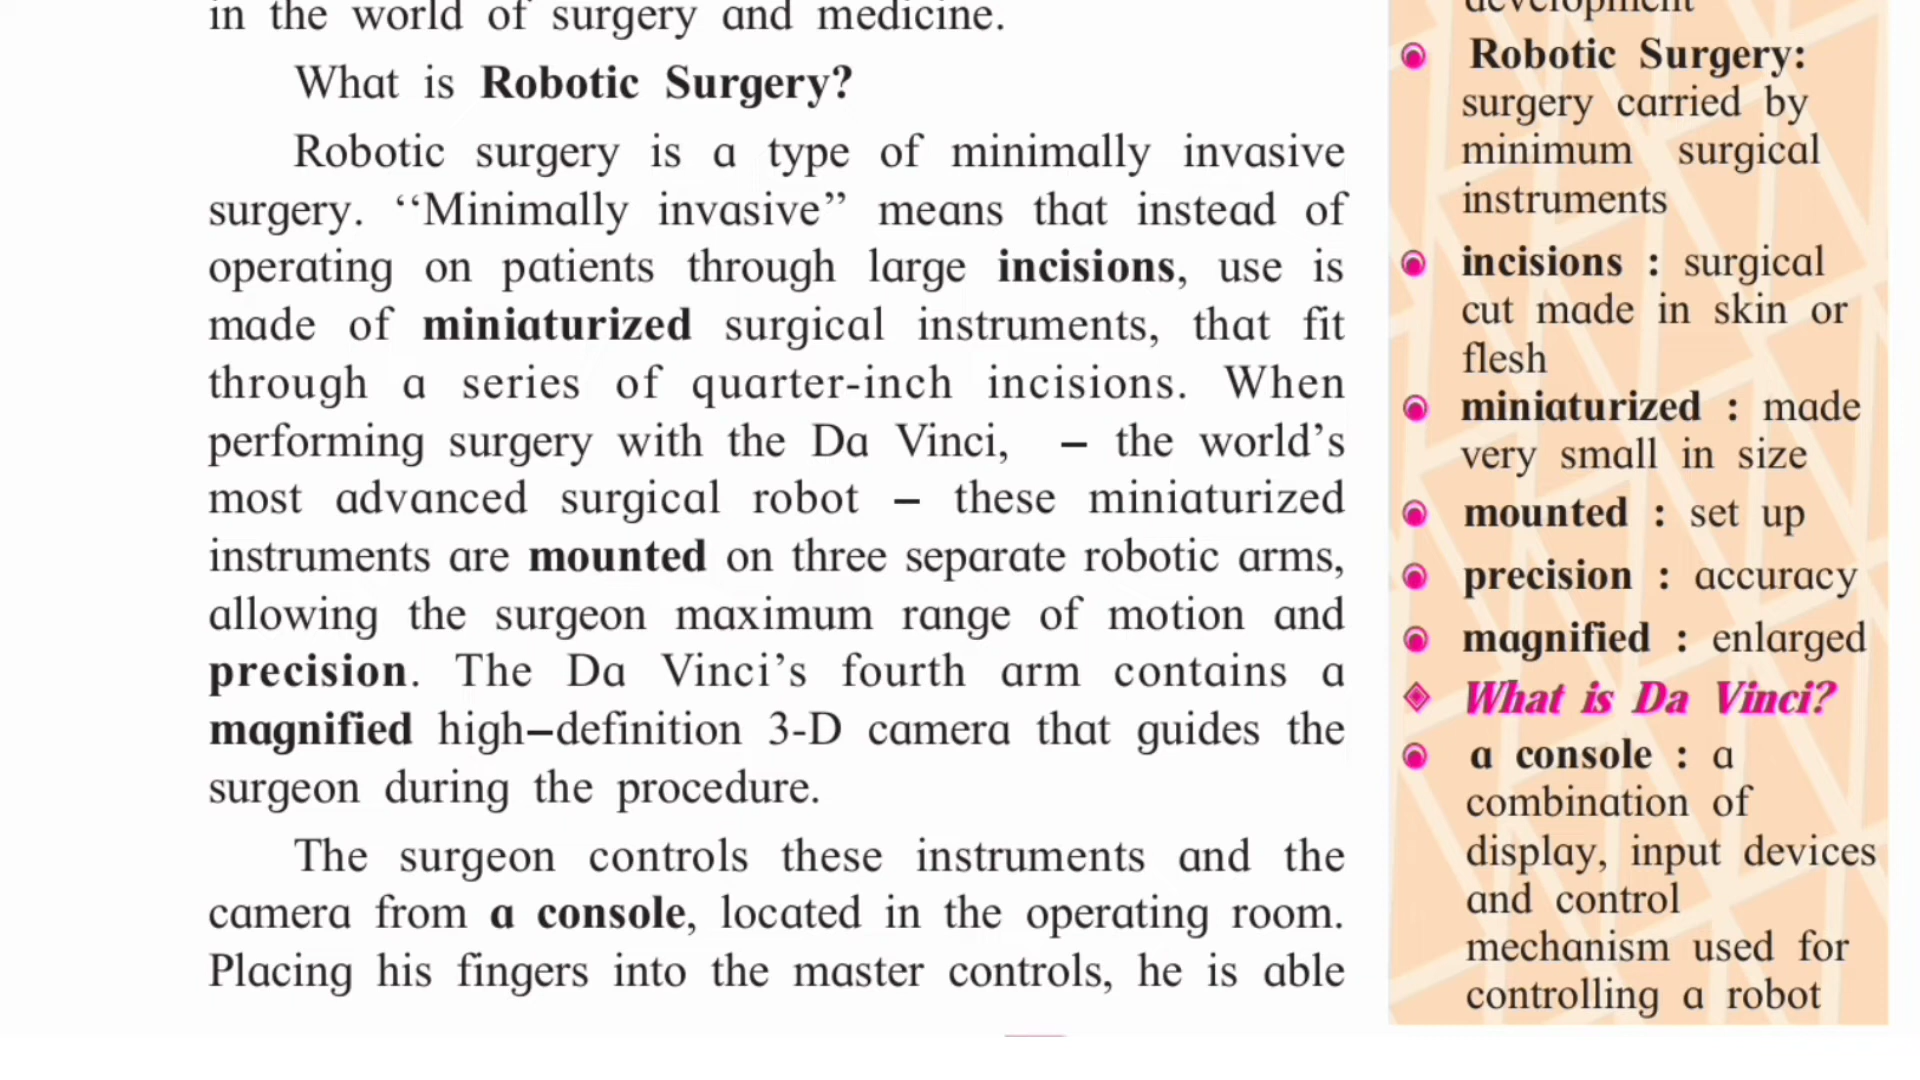 in the world of surgery and medicine.
What is Robotic Surgery?
Robotic surgery is a type of minimally invasive
surgery. ‘‘Minimally invasive” means that instead of
operating on patients through large incisions, use is
made of miniaturized surgical instruments, that fit
through a series of quarter-inch incisions. When
performing surgery with the Da Vinci, – the world’s
most advanced surgical robot – these miniaturized
instruments are mounted on three separate robotic arms,
allowing the surgeon maximum range of motion and
precision. The Da Vinci’s fourth arm contains a
magnified high–definition 3-D camera that guides the
surgeon during the procedure.
The surgeon controls these instruments and the
camera from a console, located in the operating room.
Placing his fingers into the master controls, he is able
development
Robotic Surgery:
surgery carried by
minimum surgical
instruments
incisions : surgical
cut made in skin or
flesh
miniaturized : made
very small in size
mounted : set up
precision : accuracy
magnified : enlarged
What is Da Vinci?
a console : a
combination of
display, input devices
and control
mechanism used for
controlling a robot